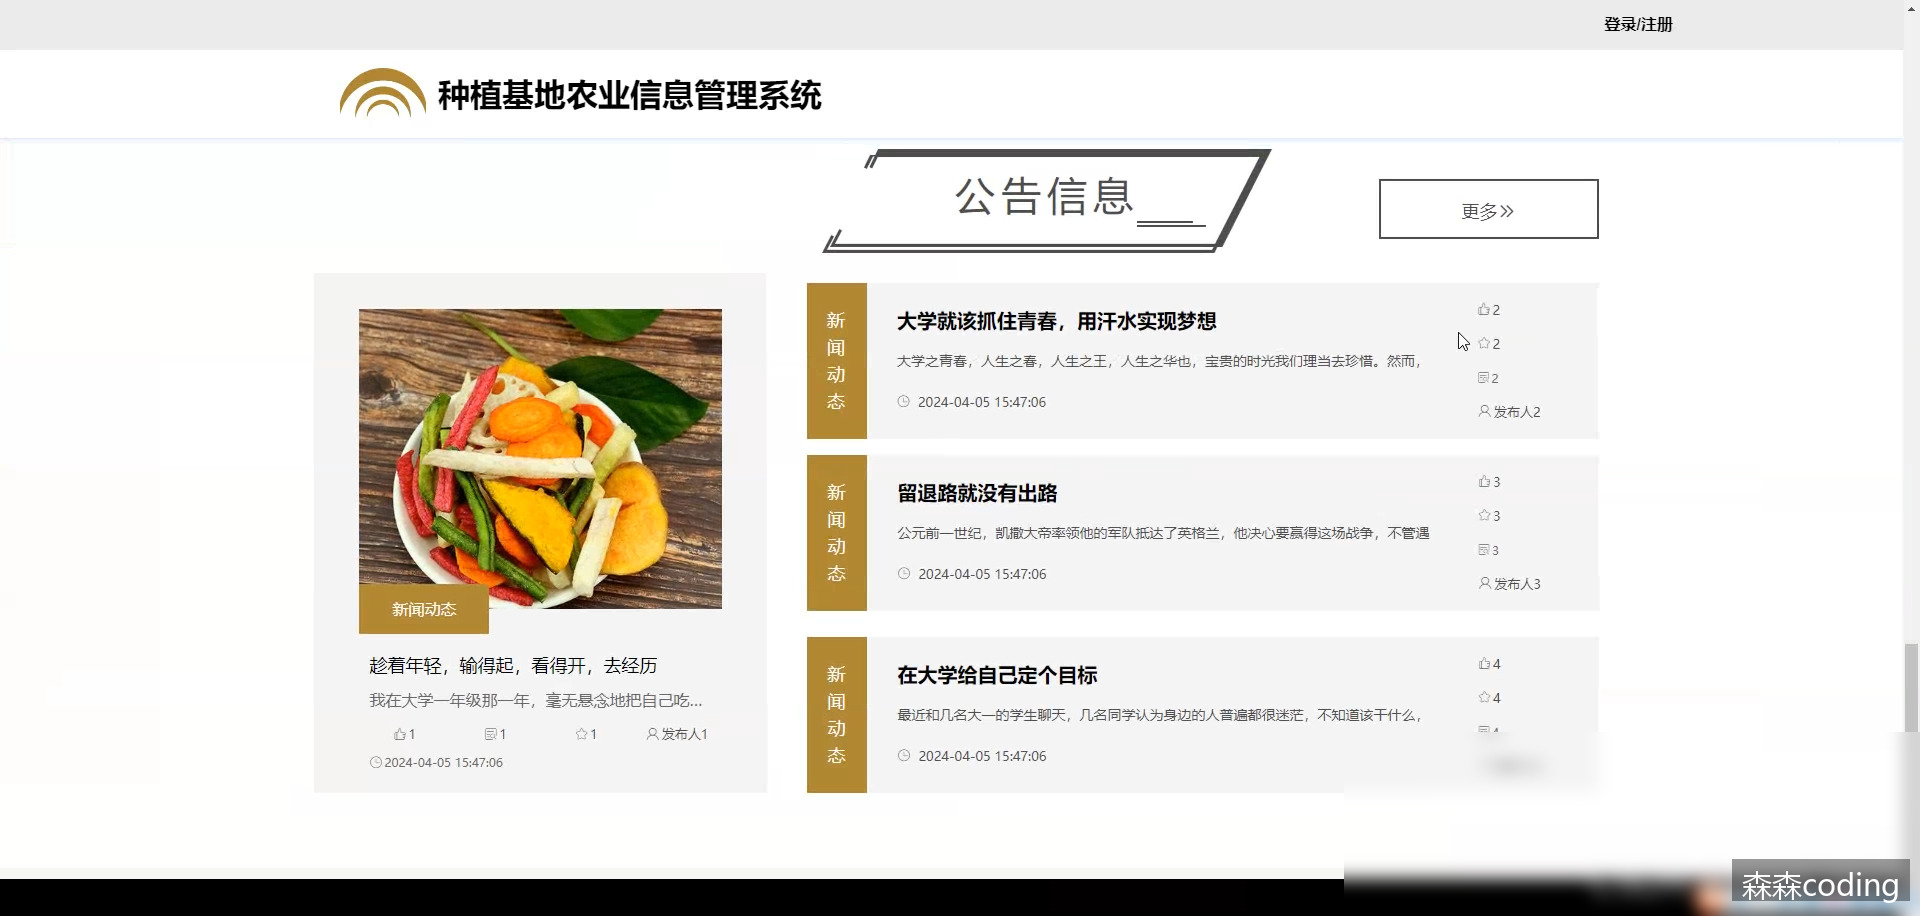 登录/注册
种植基地农业信息管理系统
公告信息
更多
新闻动态
趁着年轻，输得起，看得开，去经历
我在大学一年级那一年，毫无悬念地把自己吃...
1
1
1
发布人1
2024-04-05 15:47:06
新闻动态
大学就该抓住青春，用汗水实现梦想
大学之青春，人生之春，人生之王，人生之华也，宝贵的时光我们理当去珍惜。然而，
2024-04-05 15:47:06
2
2
2
发布人2
新闻动态
留退路就没有出路
公元前一世纪，凯撒大帝率领他的军队抵达了英格兰，他决心要赢得这场战争，不管遇
2024-04-05 15:47:06
3
3
3
发布人3
新闻动态
在大学给自己定个目标
最近和几名大一的学生聊天，几名同学认为身边的人普遍都很迷茫，不知道该干什么，
2024-04-05 15:47:06
4
4
森森coding